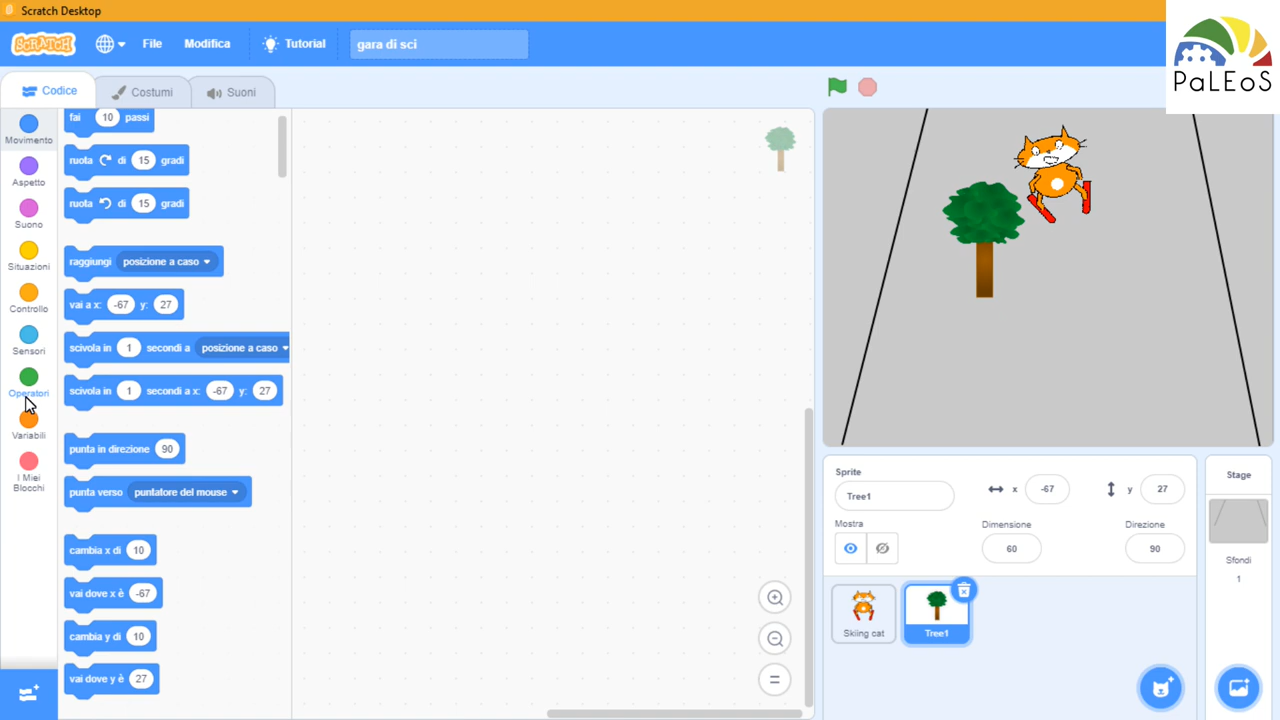 Scratch Desktop
SCRATCH File Modifica Tutorial gara di sci
PaLEoS
Codice Costumi Suoni
Movimento
Aspetto
Suono
Situazioni
Controllo
Sensori
Operatori
Variabili
I Miei
Blocchi
fai 10 passi
ruota di 15 gradi
ruota di 15 gradi
raggiungi posizione a caso
vai a x: -67 y: 27
scivola in 1 secondi a posizione a caso
scivola in 1 secondi a x: -67 y: 27
punta in direzione 90
punta verso puntatore del mouse
cambia x di 10
vai dove x è -67
cambia y di 10
vai dove y è 27
Sprite
Tree1
x -67 y 27
Mostra
Dimensione
60
Direzione
90
Skiing cat
Tree1
Stage
Sfondi
1